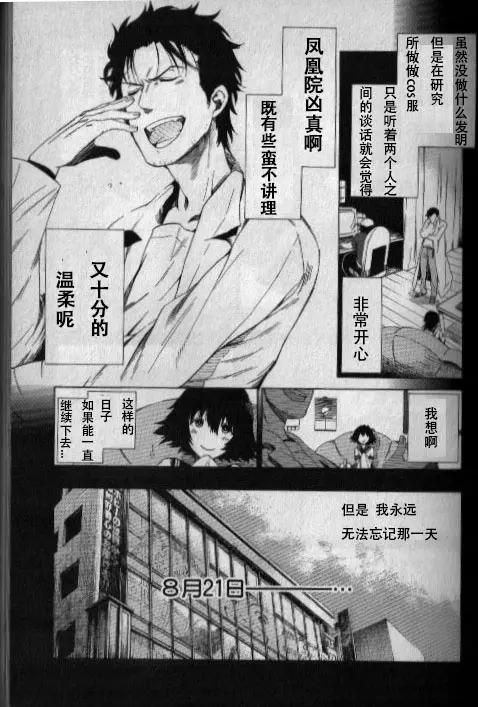 虽然没做什么发明
但是在研究
所做做cos服
只是听着两个人之
间的谈话就会觉得
非常开心
凤凰院凶真啊
既有些蛮不讲理
又十分的
温柔呢
我想啊
这样的
日子
如果能一直
继续下去…
但是 我永远
无法忘记那一天
8月21日——…